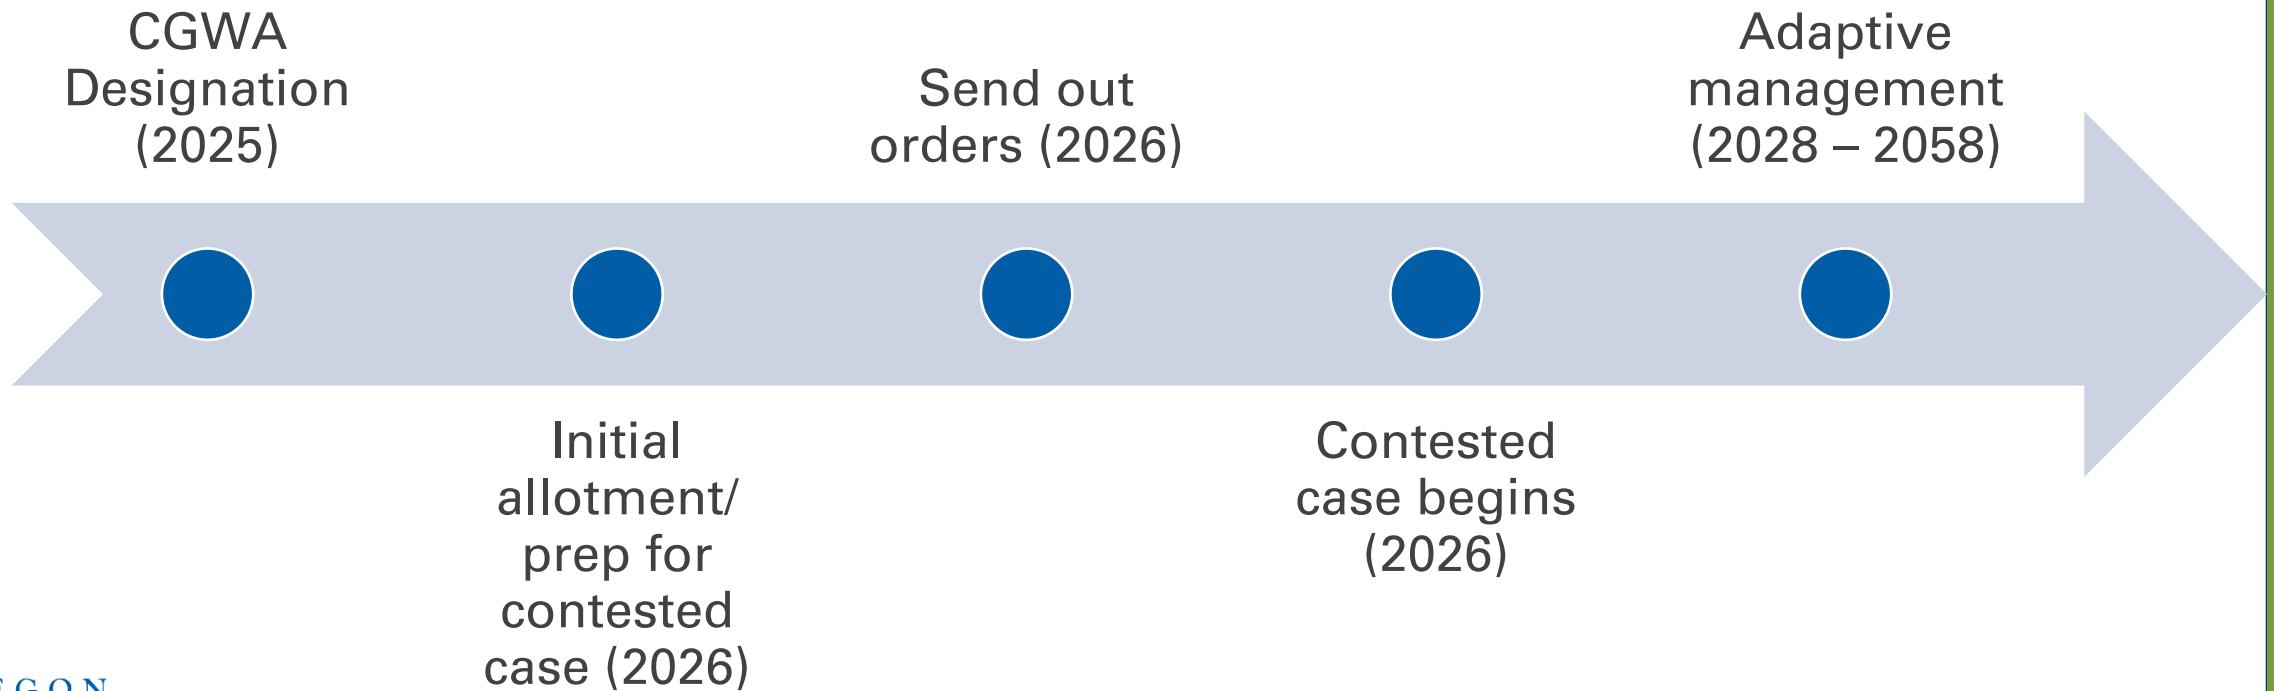 CGWA
Designation
(2025)
Initial
allotment/
prep for
contested
case (2026)
Send out
orders (2026)
Contested
case begins
(2026)
Adaptive
management
(2028 – 2058)